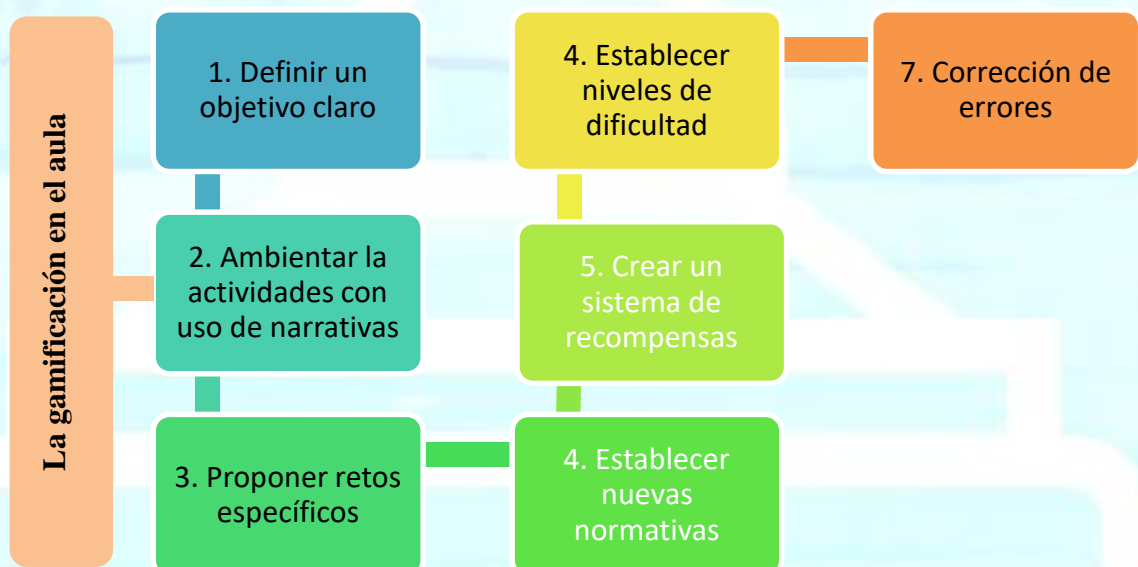 La gamificación en el aula
1. Definir un
objetivo claro
2. Ambientar la
actividades con
uso de narrativas
3. Proponer retos
específicos
4. Establecer
nuevas
normativas
5. Crear un
sistema de
recompensas
4. Establecer
niveles de
dificultad
7. Corrección de
errores